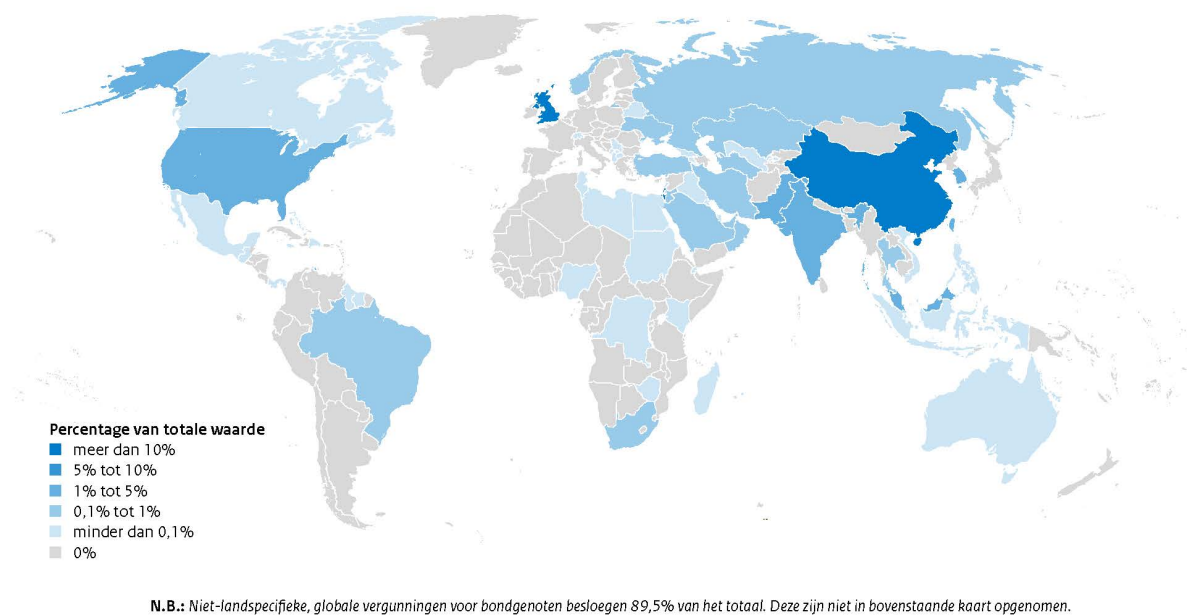 Percentage van totale waarde
meer dan 10%
5% tot 10%
1% tot 5%
0,1% tot 1%
minder dan 0,1%
0%
N.B.: Niet-landspecifieke, globale vergunningen voor bondgenoten besloegen 89,5% van het totaal. Deze zijn niet in bovenstaande kaart opgenomen.